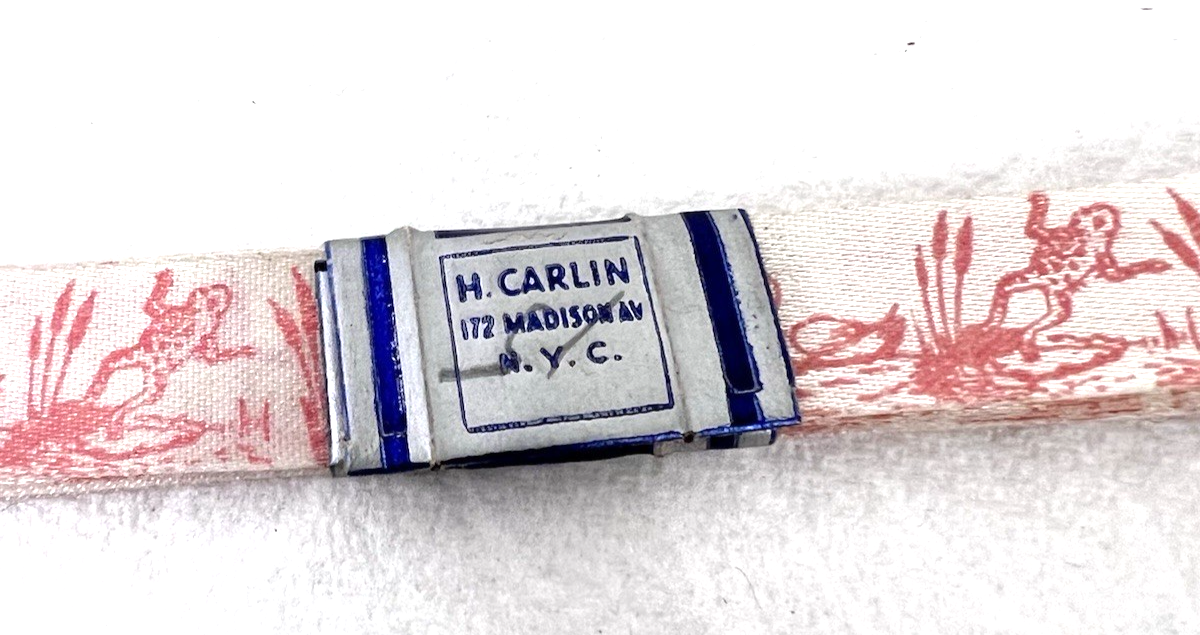 H. CARLIN
172 MADISON AV
N. Y. C.